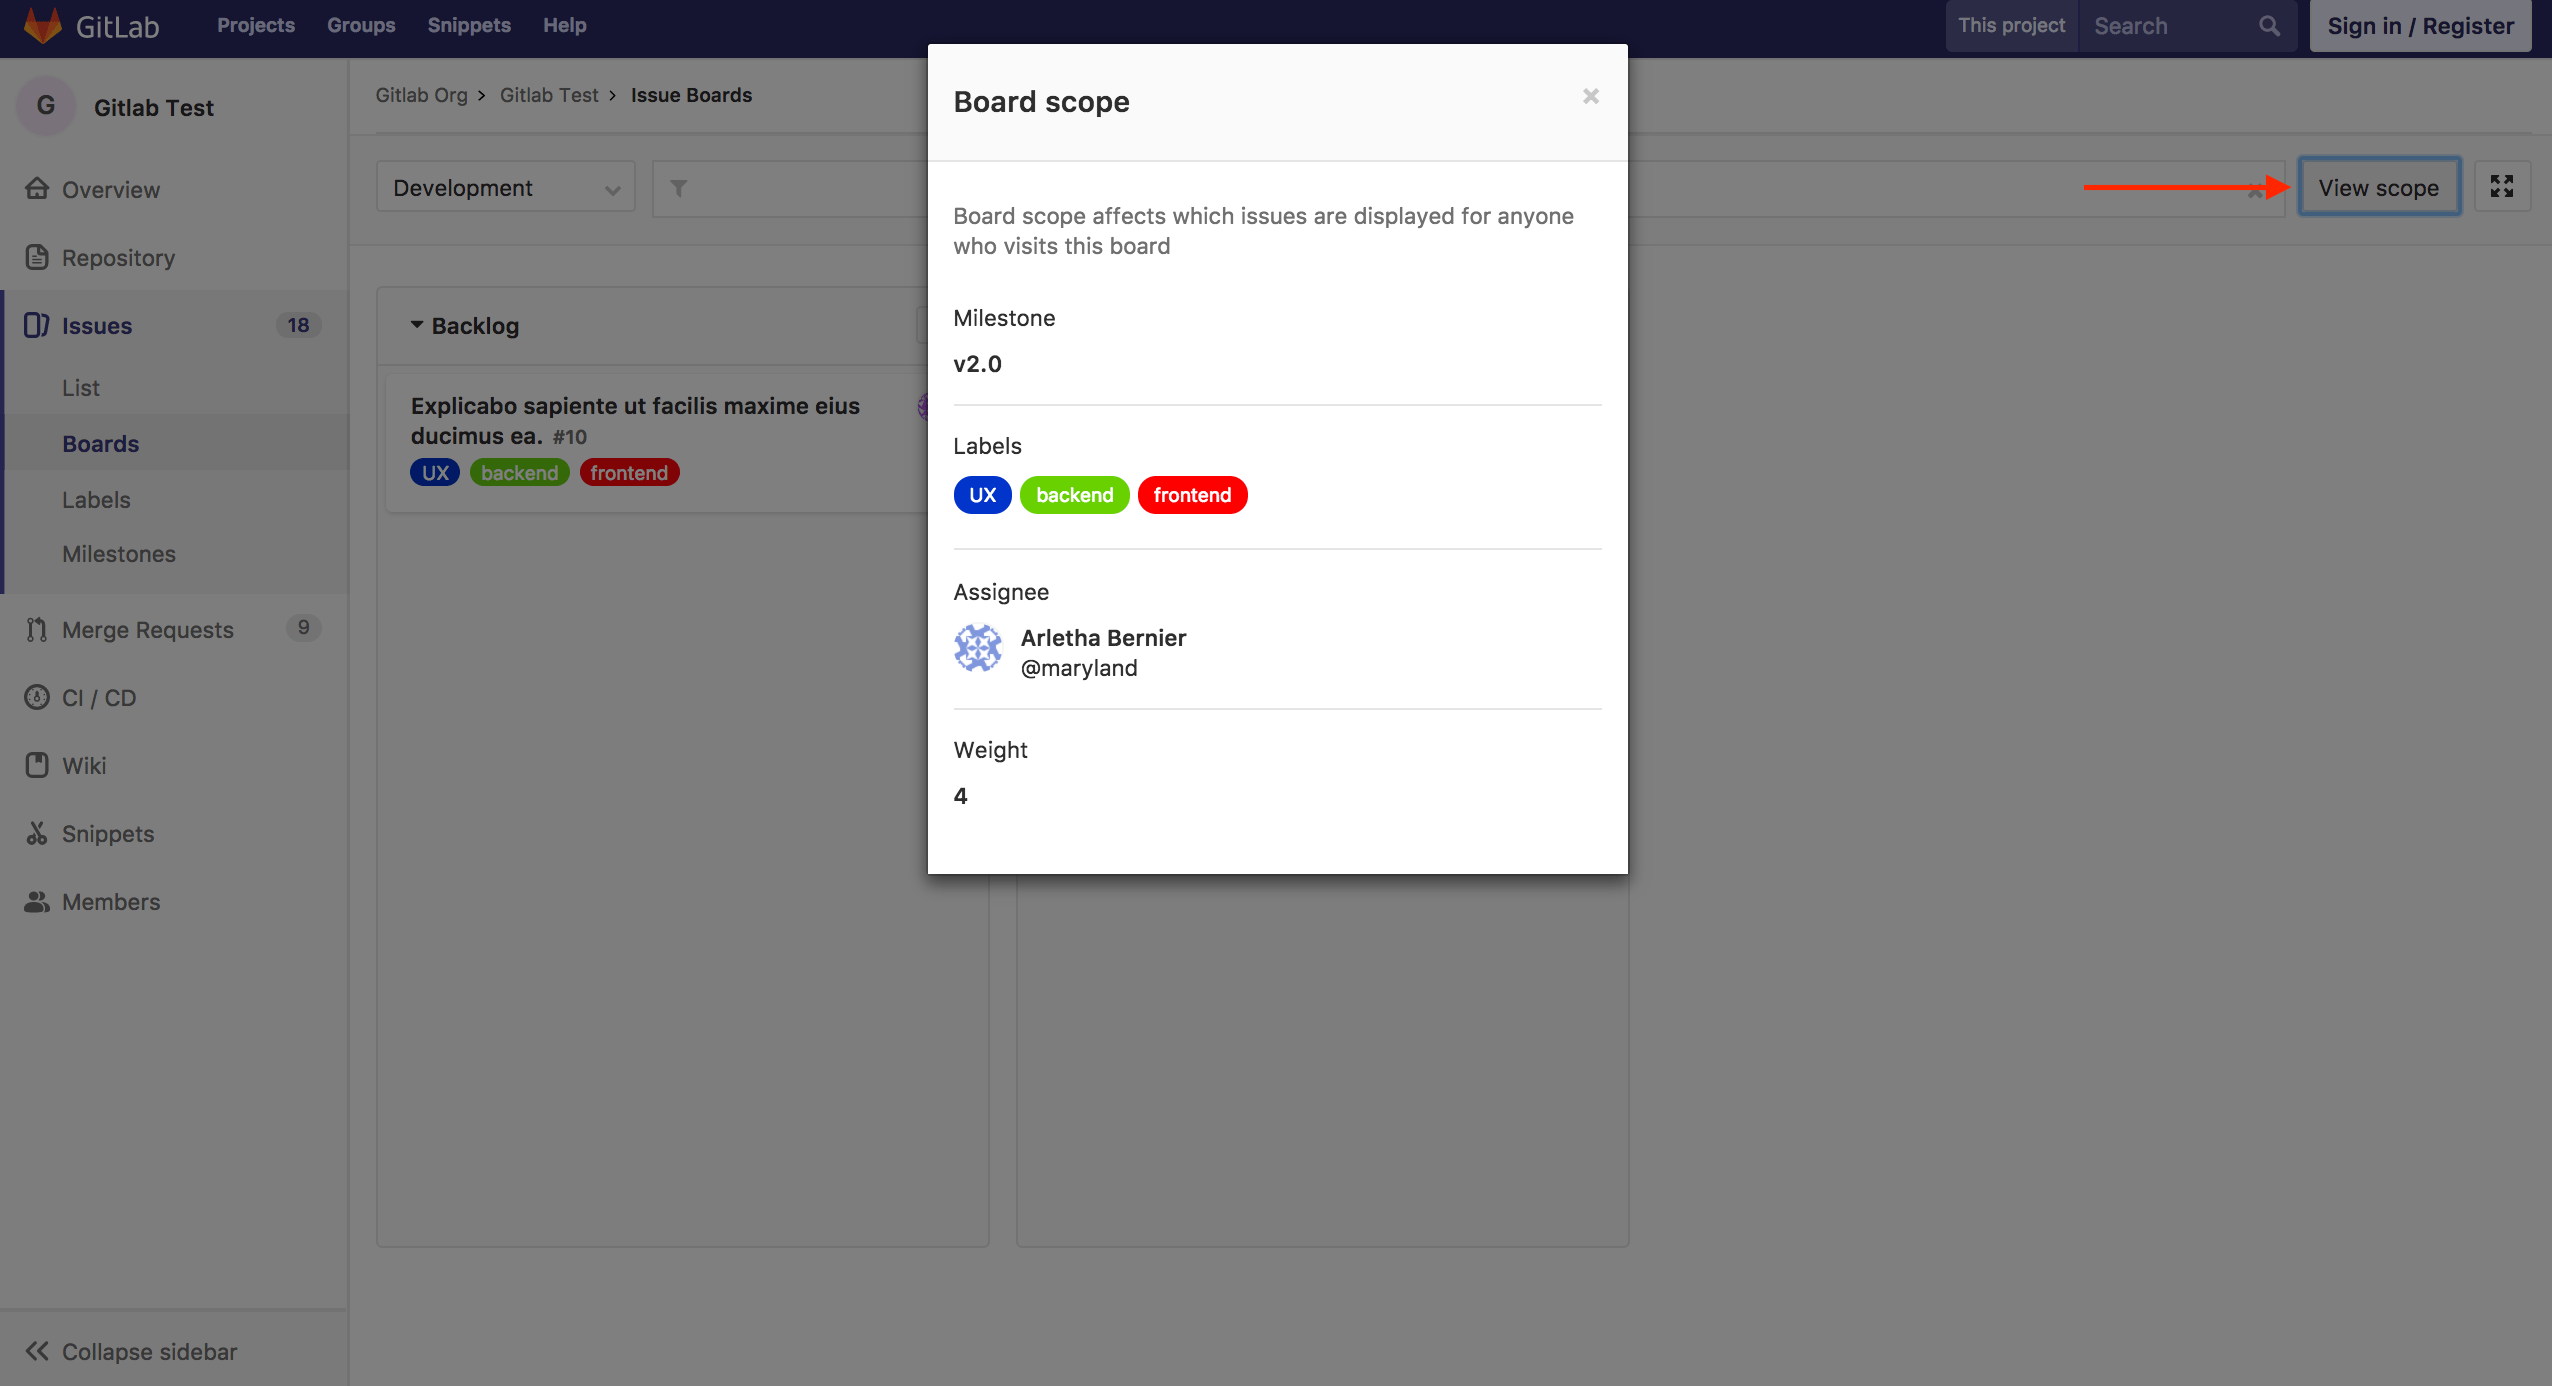 GitLab
Projects
Groups
Snippets
Help
This project
Search
Sign in / Register
G
Gitlab Test
Overview
Repository
Issues
18
List
Boards
Labels
Milestones
Merge Requests
9
CI / CD
Wiki
Snippets
Members
Collapse sidebar
Gitlab Org > Gitlab Test > Issue Boards
Development
View scope
Backlog
Explicabo sapiente ut facilis maxime eius
ducimus ea. #10
UX backend frontend
Board scope
Board scope affects which issues are displayed for anyone
who visits this board
Milestone
v2.0
Labels
UX backend frontend
Assignee
Arletha Bernier
@maryland
Weight
4